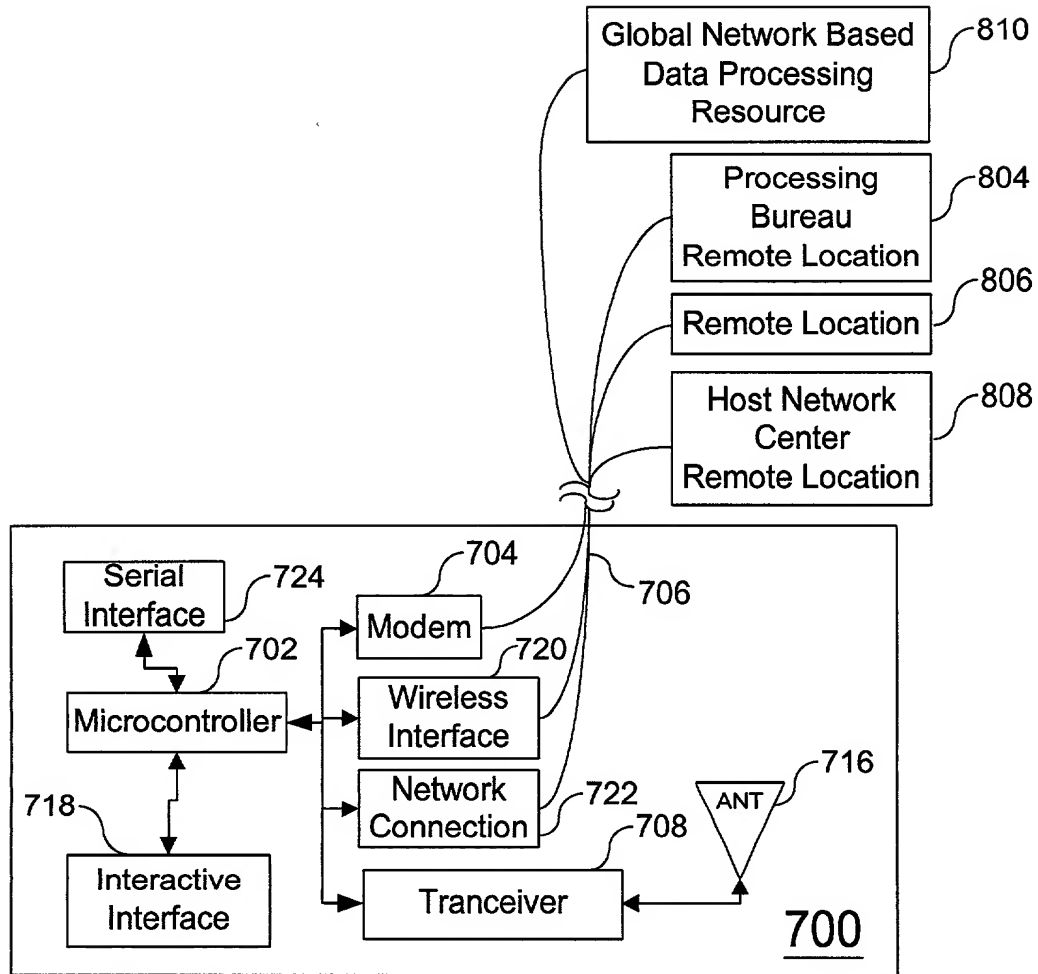 Global Network Based
Data Processing
Resource
810
Processing
Bureau
Remote Location
804
806
Remote Location
Host Network
Center
Remote Location
808
704
706
Serial
Interface
724
Modem
702
720
Microcontroller
Wireless
Interface
716
ANT
718
Network
Connection
722
708
Interactive
Interface
Tranceiver
700